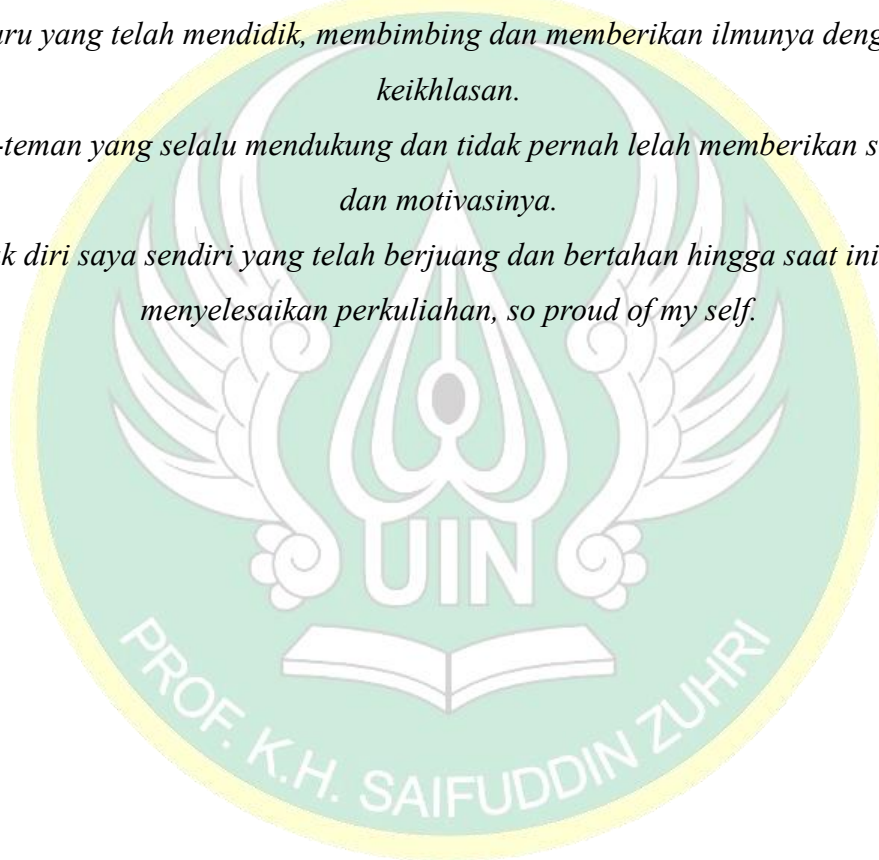 yang telah mendidik, membimbing dan memberikan ilmunya
keikhlasan.
-teman yang selalu mendukung dan tidak pernah lelah memberikan
dan motivasinya.
diri saya sendiri yang telah berjuang dan bertahan hingga saat ini
menyelesaikan perkuliahan, so proud of my self.
UIN
PROF. K.H. SAIFUDDIN ZUHRI